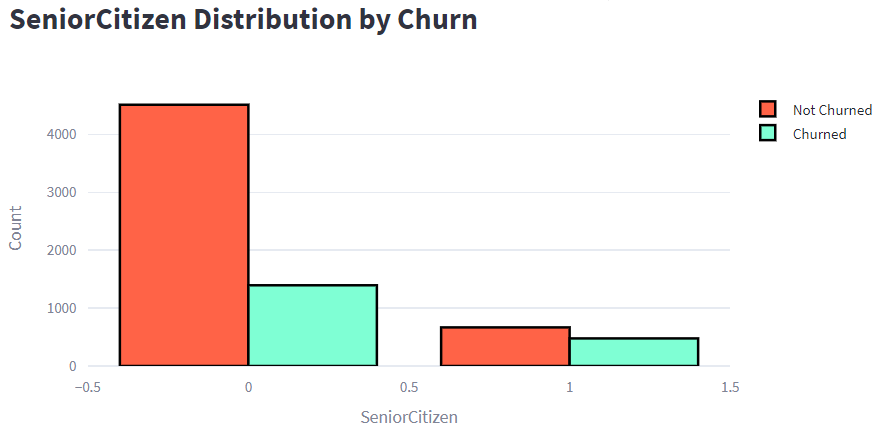 SeniorCitizen Distribution by Churn
Not Churned
Churned
4000
3000
2000
1000
0
Count
−0.5
0
0.5
1
1.5
SeniorCitizen